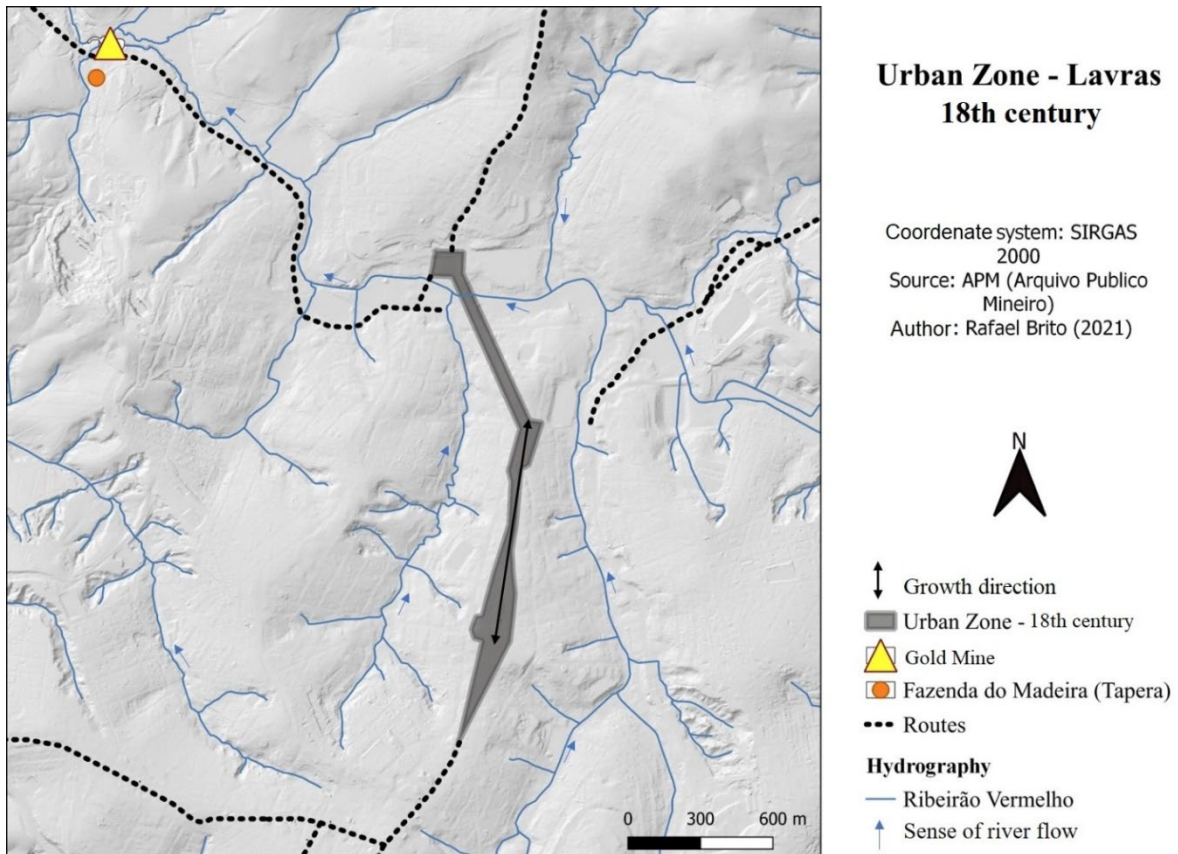 Urban Zone - Lavras
18th century
Coordenate system: SIRGAS
2000
Source: APM (Arquivo Publico
Mineiro)
Author: Rafael Brito (2021)
N
Growth direction
Urban Zone - 18th century
Gold Mine
Fazenda do Madeira (Tapera)
Routes
Hydrography
Ribeirão Vermelho
Sense of river flow
0 300 600 m